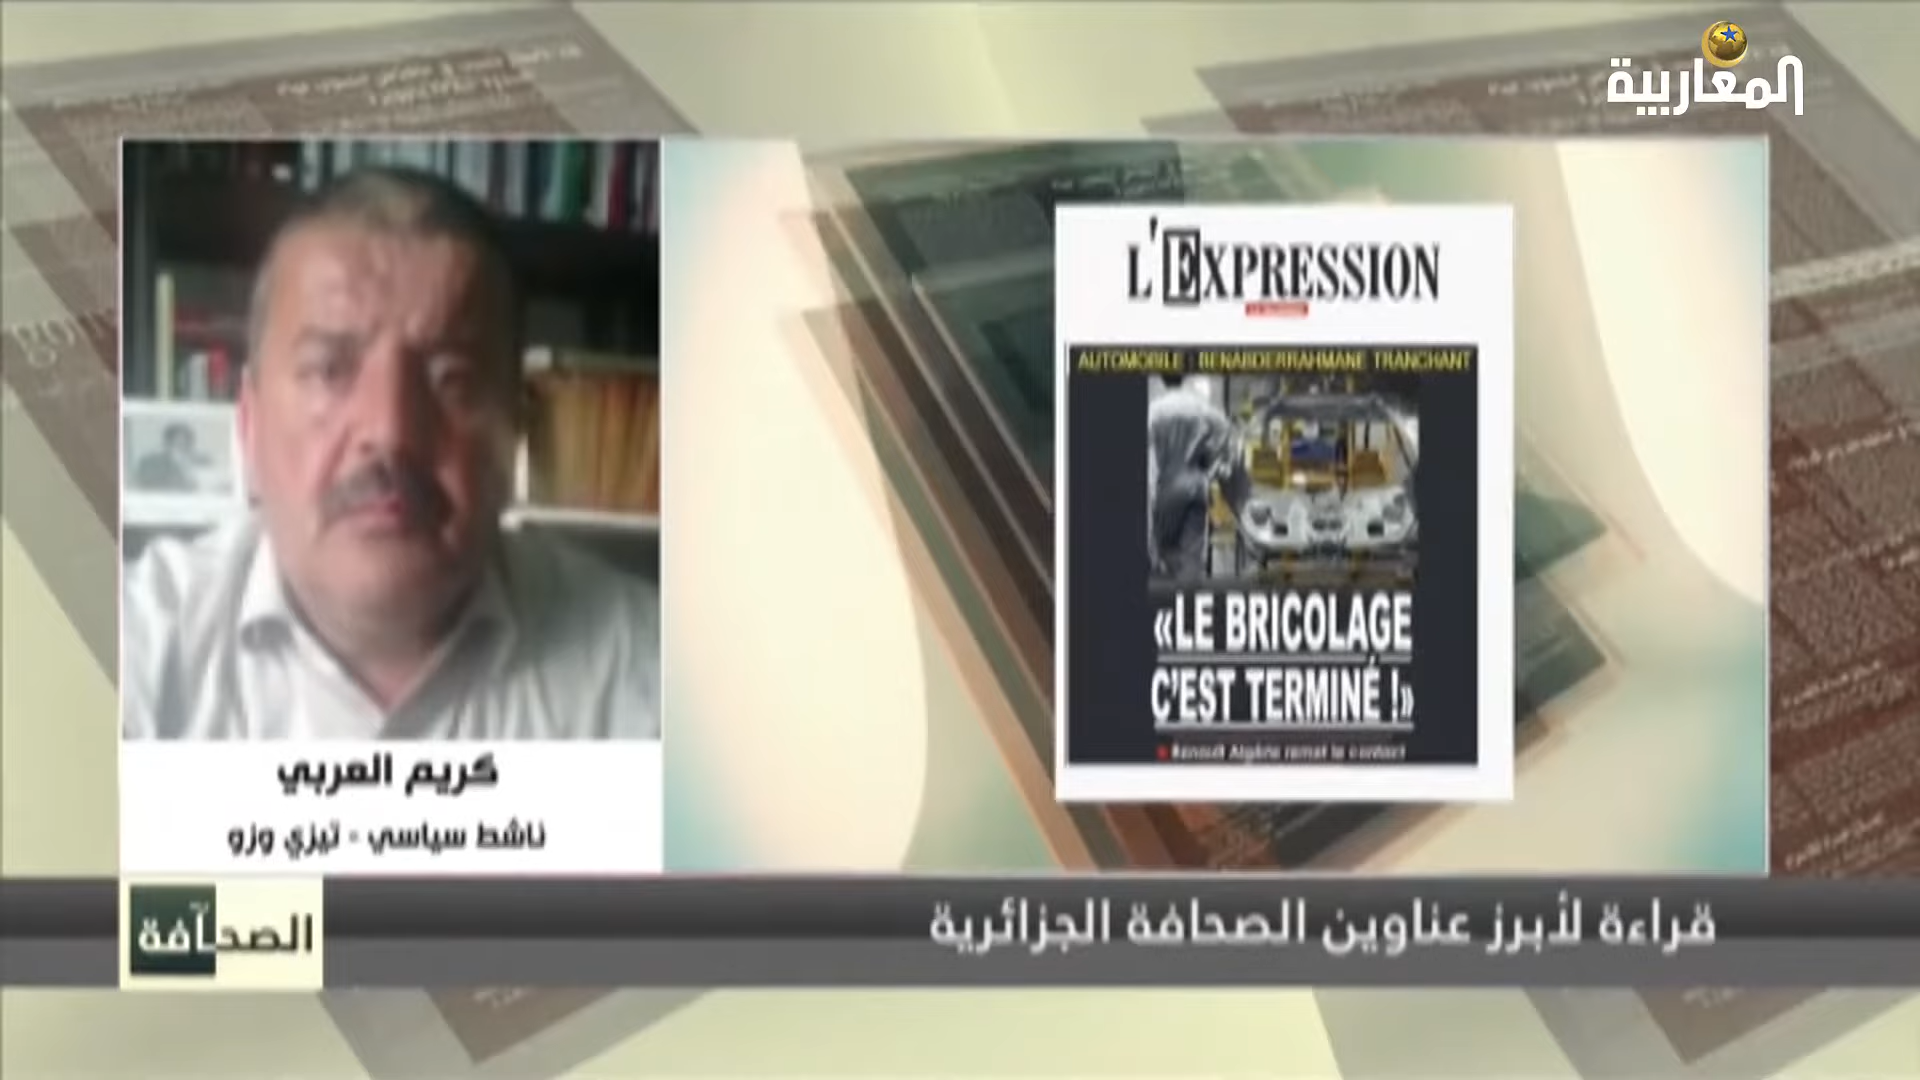 المغاربية
L'EXPRESSION
AUTOMOBILE : BENABDERRAHMANE TRANCHANT
«LE BRICOLAGE
C'EST TERMINÉ !»
Renault Algérie remet le contact
كريم العربي
ناشط سياسي - تيزي وزو
قراءة لأبرز عناوين الصحافة الجزائرية
الصحافة